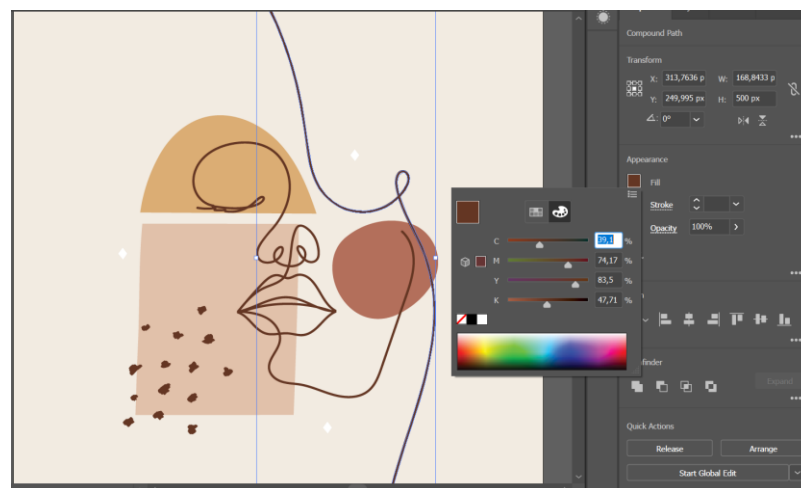 Compound Path
Transform
X: 313,7636 p W: 168,8433 p
Y: 249,995 px H: 500 px
0°
Appearance
Fill
Stroke
Opacity 100%
C 39,1 %
M 74,17 %
Y 83,5 %
K 47,71 %
finder
Expand
Quick Actions
Release Arrange
Start Global Edit